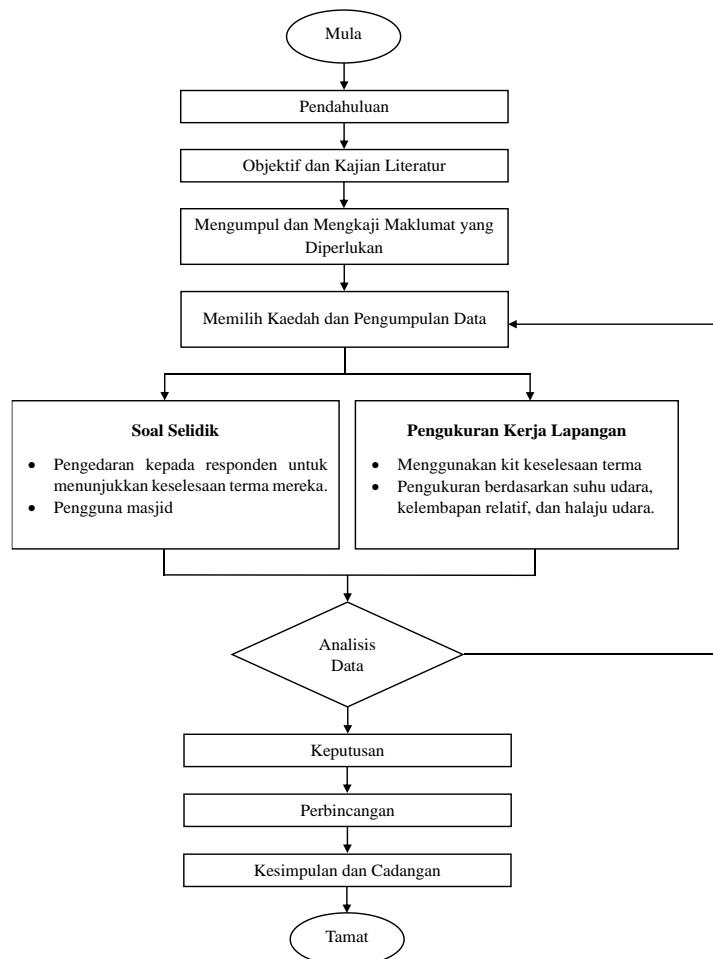 Mula
Pendahuluan
Objektif dan Kajian Literatur
Mengumpul dan Mengkaji Maklumat yang
Diperlukan
Memilih Kaedah dan Pengumpulan Data
Soal Selidik
• Pengedaran kepada responden untuk
menunjukkan keselesaan terma mereka.
• Pengguna masjid
Pengukuran Kerja Lapangan
• Menggunakan kit keselesaan terma
• Pengukuran berdasarkan suhu udara,
kelembapan relatif, dan halaju udara.
Analisis
Data
Keputusan
Perbincangan
Kesimpulan dan Cadangan
Tamat